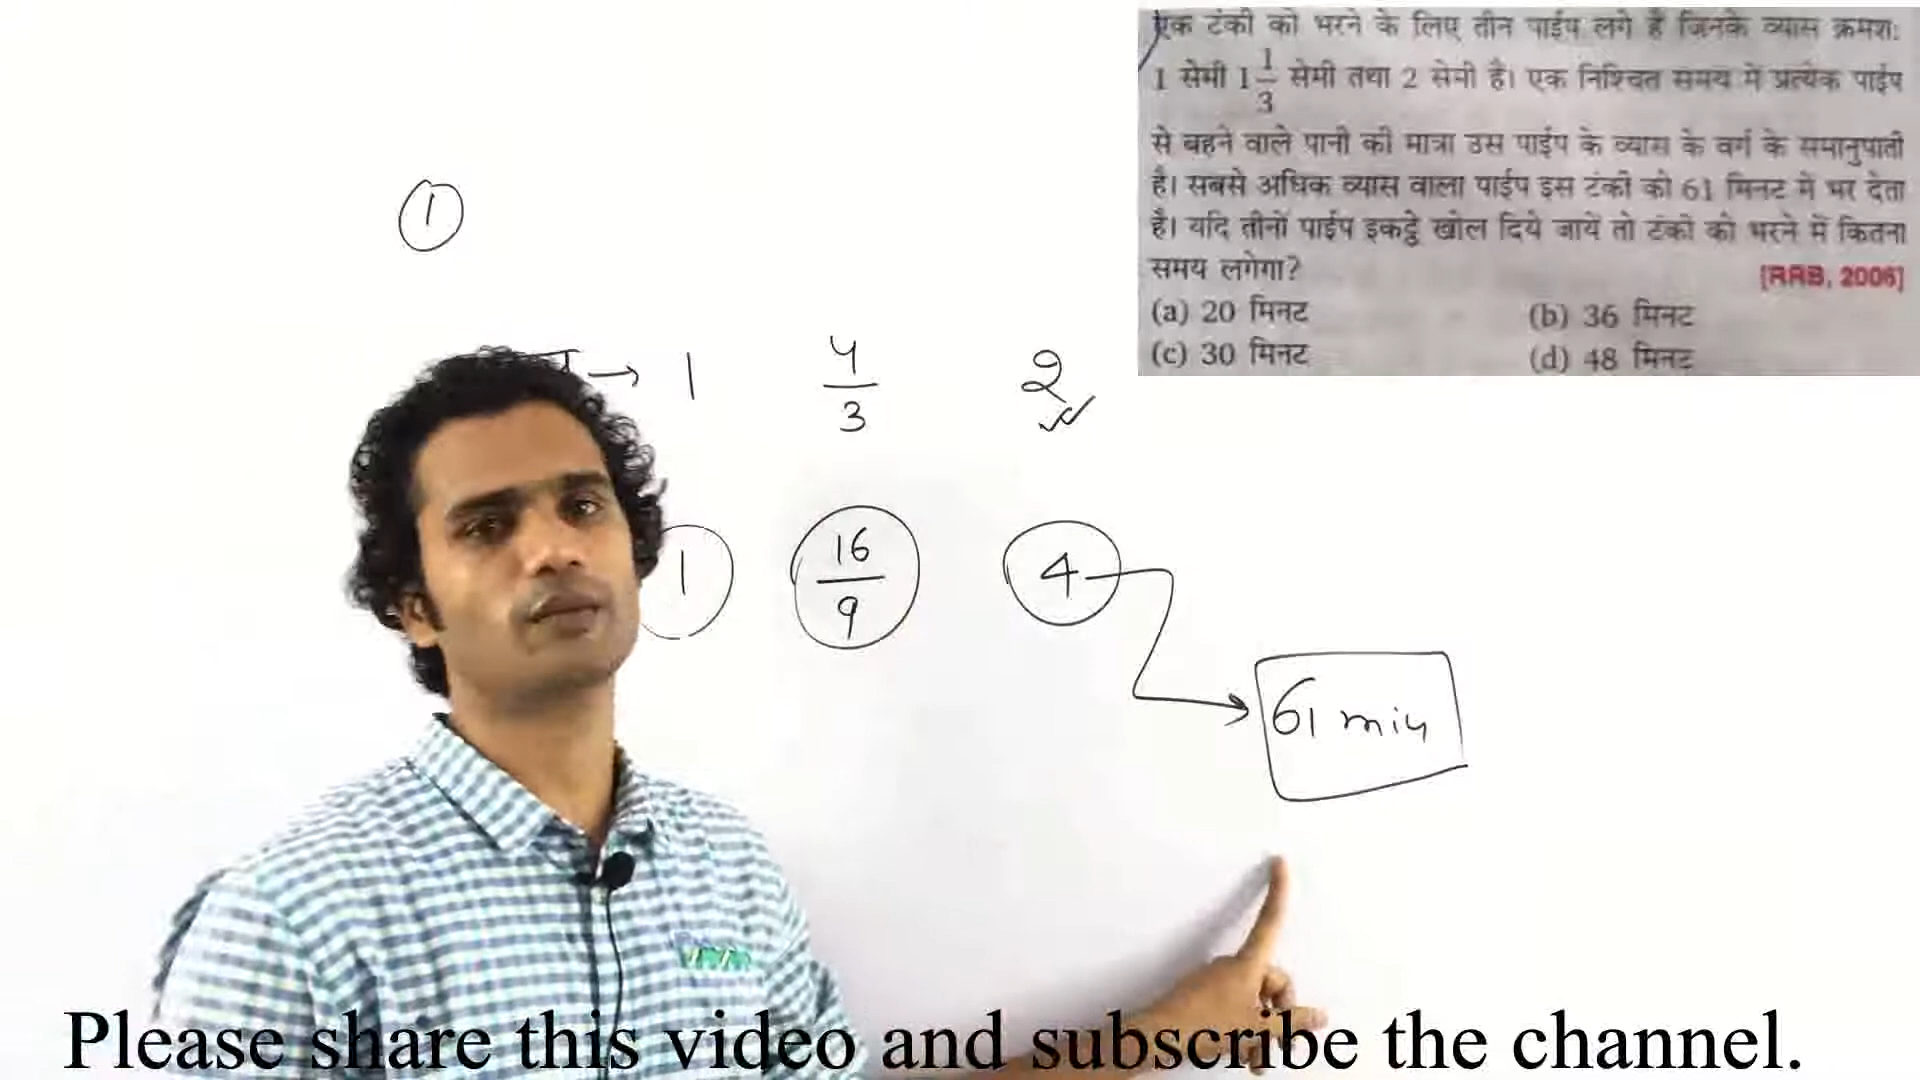 एक टंकी को भरने के लिए तीन पाईप लगे हैं जिनके व्यास क्रमश:
1 सेमी 1 1/3 सेमी तथा 2 सेमी है। एक निश्चित समय में प्रत्येक पाईप
से बहने वाले पानी की मात्रा उस पाईप के व्यास के वर्ग के समानुपाती
है। सबसे अधिक व्यास वाला पाईप इस टंकी को 61 मिनट में भर देता
है। यदि तीनों पाईप इकट्ठे खोल दिये जायें तो टंकी को भरने में कितना
समय लगेगा?
[RRB, 2006]
(a) 20 मिनट
(b) 36 मिनट
(c) 30 मिनट
(d) 48 मिनट
1
→ 1 4/3 2
1 16/9 4
61 min
Please share this video and subscribe the channel.